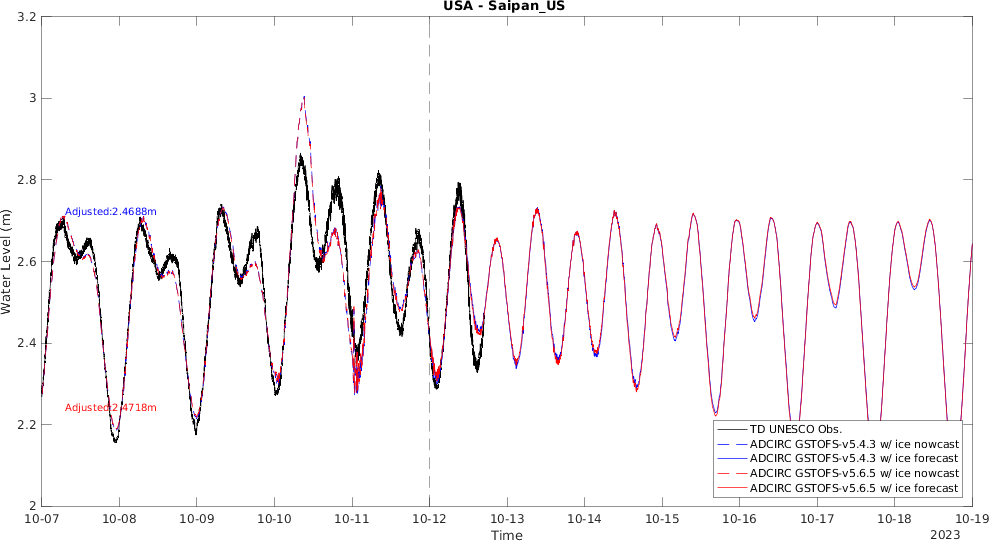 USA - Saipan_US
3.2
3
2.8
2.6
2.4
2.2
2
Water Level (m)
Adjusted:2.4688m
Adjusted:2.4718m
TD UNESCO Obs.
ADCIRC GSTOFS-v5.4.3 w/ ice nowcast
ADCIRC GSTOFS-v5.4.3 w/ ice forecast
ADCIRC GSTOFS-v5.6.5 w/ ice nowcast
ADCIRC GSTOFS-v5.6.5 w/ ice forecast
10-07 10-08 10-09 10-10 10-11 10-12 10-13 10-14 10-15 10-16 10-17 10-18 10-19
Time
2023